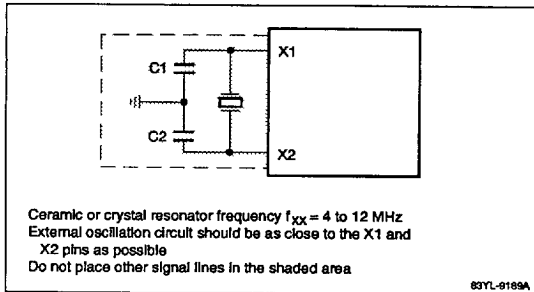 X1
C1
C2
X2
Ceramic or crystal resonator frequency fXX = 4 to 12 MHz
External oscillation circuit should be as close to the X1 and
X2 pins as possible
Do not place other signal lines in the shaded area
83YL-9189A